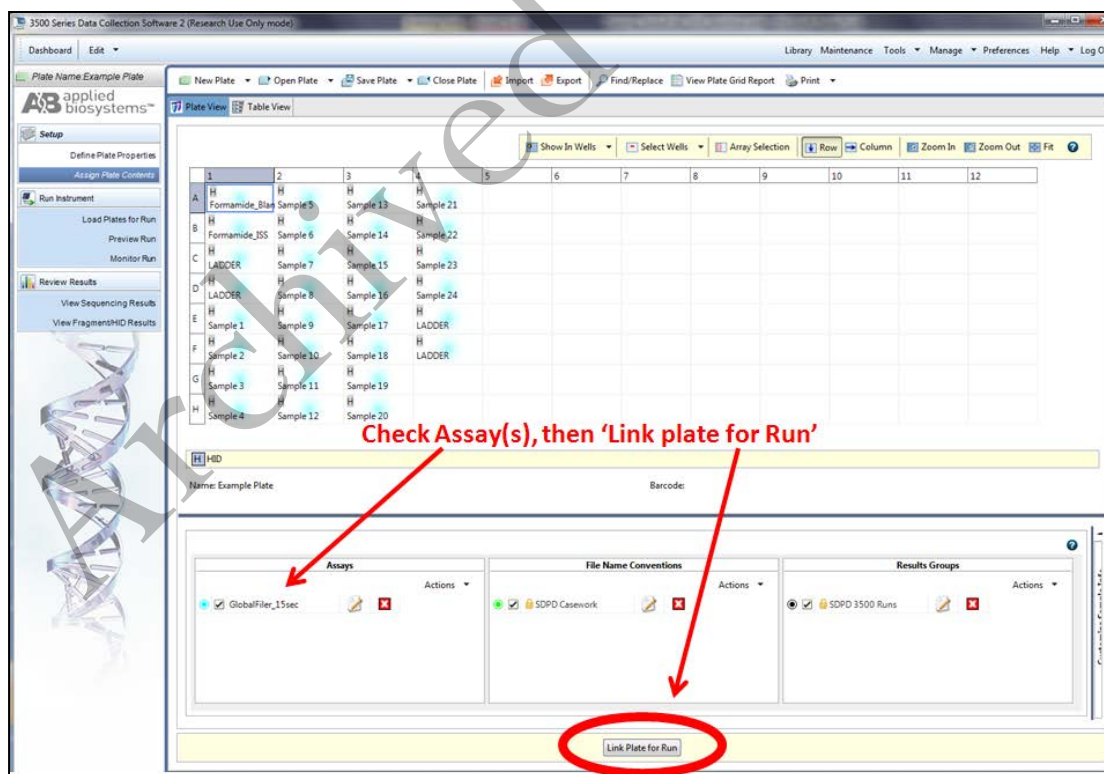 3500 Series Data Collection Software 2 (Research Use Only mode)
Dashboard Edit Library Maintenance Tools Manage Preferences Help Log O
Plate Name:Example Plate
New Plate Open Plate Save Plate Close Plate Import Export Find/Replace View Plate Grid Report Print
AB applied biosystems™
Plate View Table View
Setup
Define Plate Properties
Assign Plate Contents
Run Instrument
Load Plates for Run
Preview Run
Monitor Run
Review Results
View Sequencing Results
View Fragment/HID Results
Show In Wells Select Wells Array Selection Row Column Zoom In Zoom Out Fit
1 2 3 4 5 6 7 8 9 10 11 12
H H H H
A Formamide_Blan Sample 5 Sample 13 Sample 21
H H H H
B Formamide_ISS Sample 6 Sample 14 Sample 22
H H H H
C LADDER Sample 7 Sample 15 Sample 23
H H H H
D LADDER Sample 8 Sample 16 Sample 24
H H H H
E Sample 1 Sample 9 Sample 17 LADDER
H H H H
F Sample 2 Sample 10 Sample 18 LADDER
H H H
G Sample 3 Sample 11 Sample 19
H H H
H Sample 4 Sample 12 Sample 20
Check Assay(s), then ‘Link plate for Run’
H HID
Name: Example Plate Barcode:
Assays File Name Conventions Results Groups
Actions Actions Actions
GlobalFiler_15sec SDPD Casework SDPD 3500 Runs
Link Plate for Run
Archived